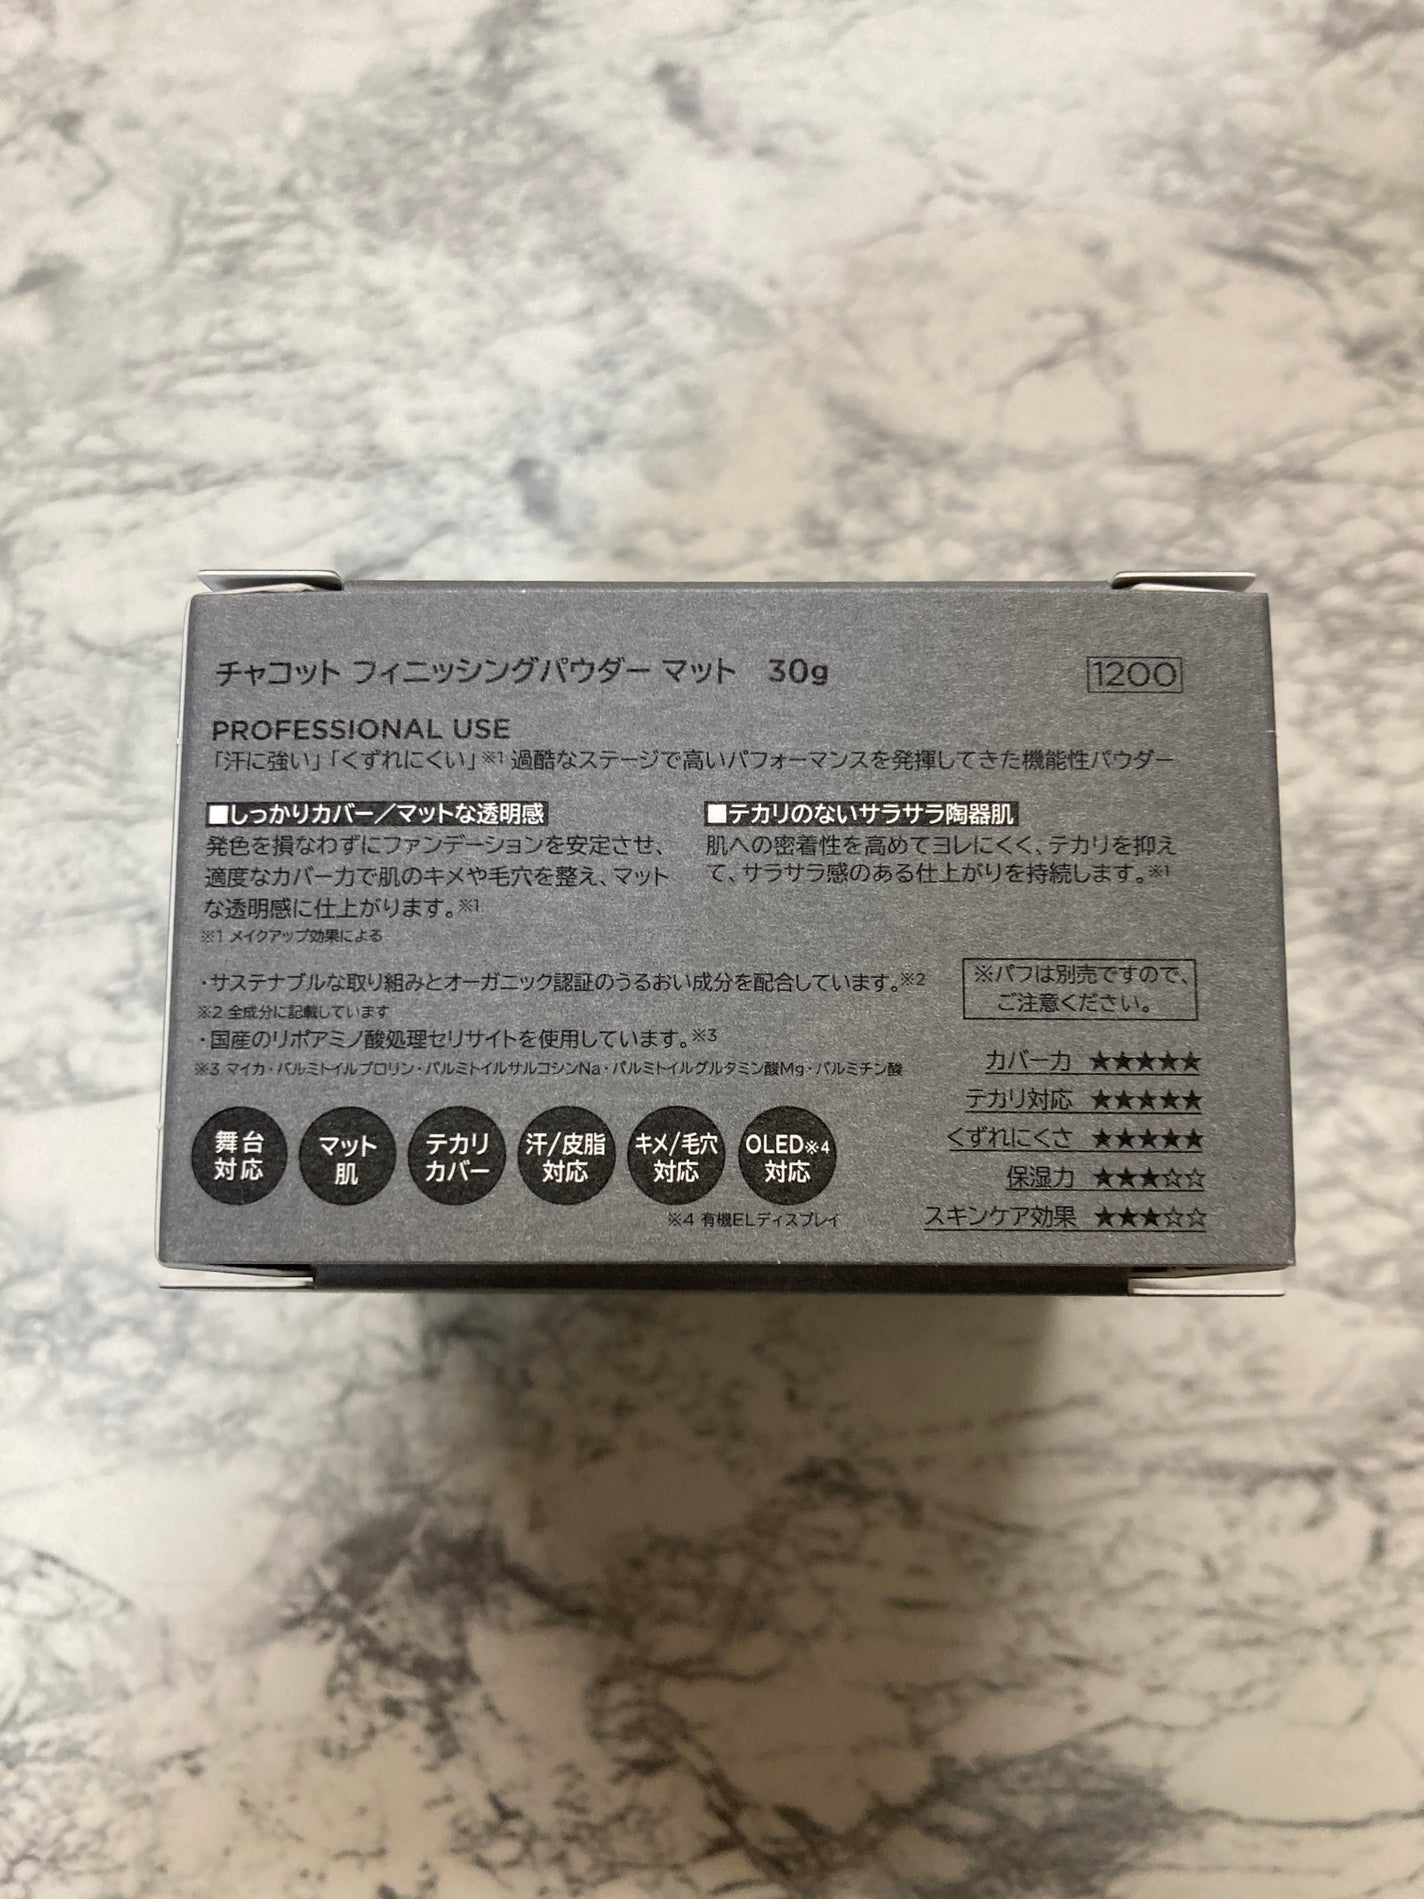 チャコット フィニッシングパウダー マット 30g
1200
PROFESSIONAL USE
「汗に強い」「くずれにくい」※1 過酷なステージで高いパフォーマンスを発揮してきた機能性パウダー
■しっかりカバー／マットな透明感
発色を損なわずにファンデーションを安定させ、
適度なカバー力で肌のキメや毛穴を整え、マット
な透明感に仕上がります。※1
※1 メイクアップ効果による
■テカリのないサラサラ陶器肌
肌への密着性を高めてヨレにくく、テカリを抑え
て、サラサラ感のある仕上がりを持続します。※1
・サステナブルな取り組みとオーガニック認証のうるおい成分を配合しています。※2
※2 全成分に記載しています
・国産のリポアミノ酸処理セリサイトを使用しています。※3
※3 マイカ・パルミトイルプロリン・パルミトイルサルコシンNa・パルミトイルグルタミン酸Mg・パルミチン酸
※パフは別売ですので、
ご注意ください。
カバー力 ★★★★★
テカリ対応 ★★★★★
くずれにくさ ★★★★★
保湿力 ★★★☆☆
スキンケア効果 ★★★☆☆
舞台
対応
マット
肌
テカリ
カバー
汗/皮脂
対応
キメ/毛穴
対応
OLED※4
対応
※4 有機ELディスプレイ